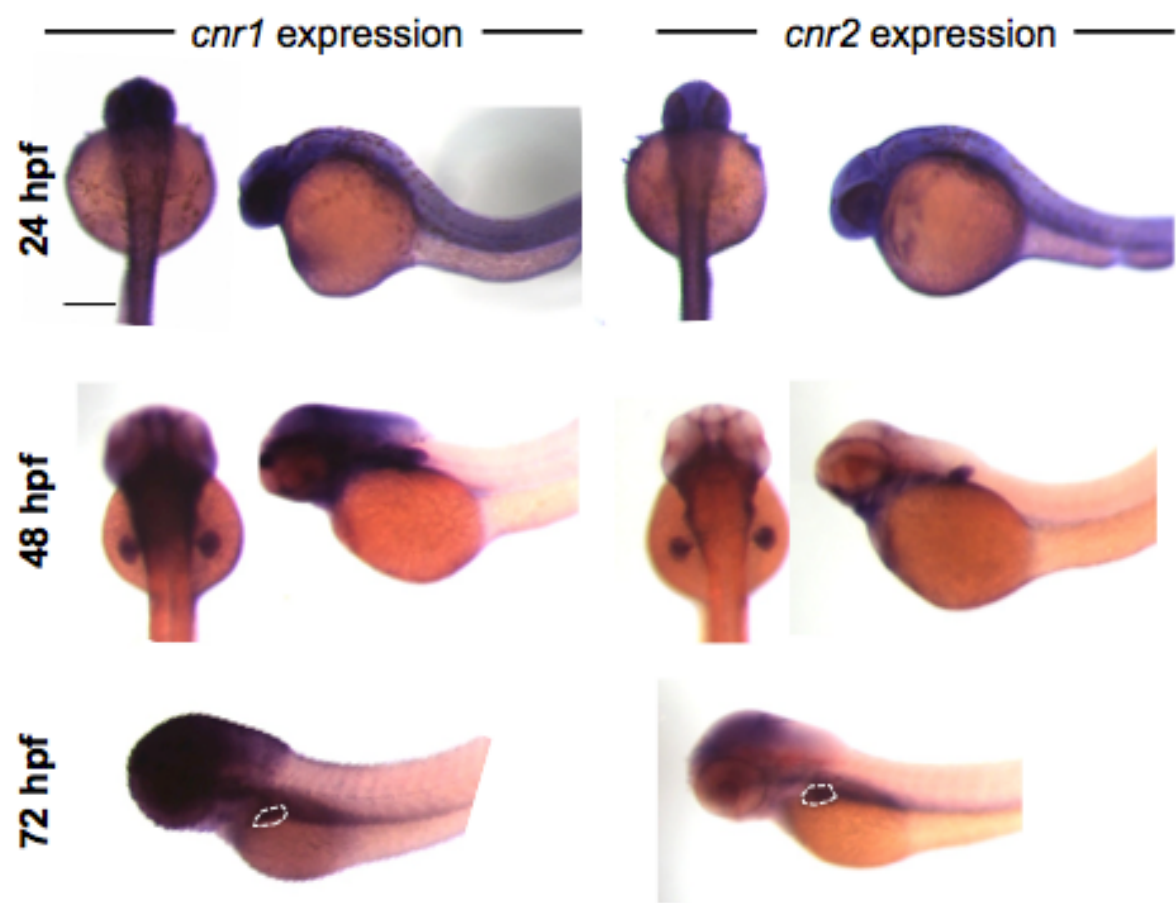 cnr1 expression
cnr2 expression
24 hpf
48 hpf
72 hpf